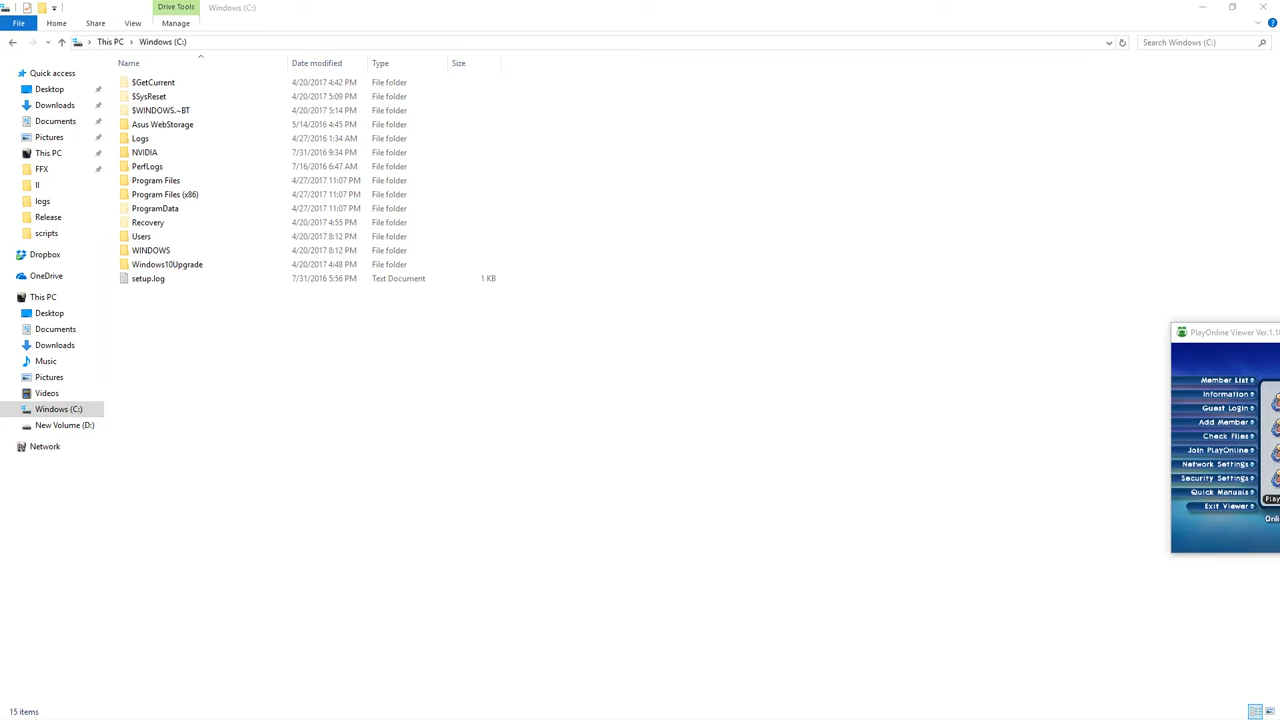 Drive Tools
Windows (C:)
File
Home
Share
View
Manage
This PC
Windows (C:)
Search Windows (C:)
Name
Date modified
Type
Size
Quick access
Desktop
Downloads
Documents
Pictures
This PC
FFX
II
logs
Release
scripts
Dropbox
OneDrive
This PC
Desktop
Documents
Downloads
Music
Pictures
Videos
Windows (C:)
New Volume (D:)
Network
$GetCurrent 4/20/2017 4:42 PM File folder
$SysReset 4/20/2017 5:09 PM File folder
$WINDOWS.~BT 4/20/2017 5:14 PM File folder
Asus WebStorage 5/14/2016 4:45 PM File folder
Logs 4/27/2016 1:34 AM File folder
NVIDIA 7/31/2016 9:34 PM File folder
PerfLogs 7/16/2016 6:47 AM File folder
Program Files 4/27/2017 11:07 PM File folder
Program Files (x86) 4/27/2017 11:07 PM File folder
ProgramData 4/27/2017 11:07 PM File folder
Recovery 4/20/2017 4:55 PM File folder
Users 4/20/2017 8:12 PM File folder
WINDOWS 4/20/2017 8:12 PM File folder
Windows10Upgrade 4/20/2017 4:48 PM File folder
setup.log 7/31/2016 5:56 PM Text Document 1 KB
PlayOnline Viewer Ver.1.18
Member List
Information
Guest Login
Add Member
Check Files
Join PlayOnline
Network Settings
Security Settings
Quick Manuals
Exit Viewer
Play
Onli
15 items